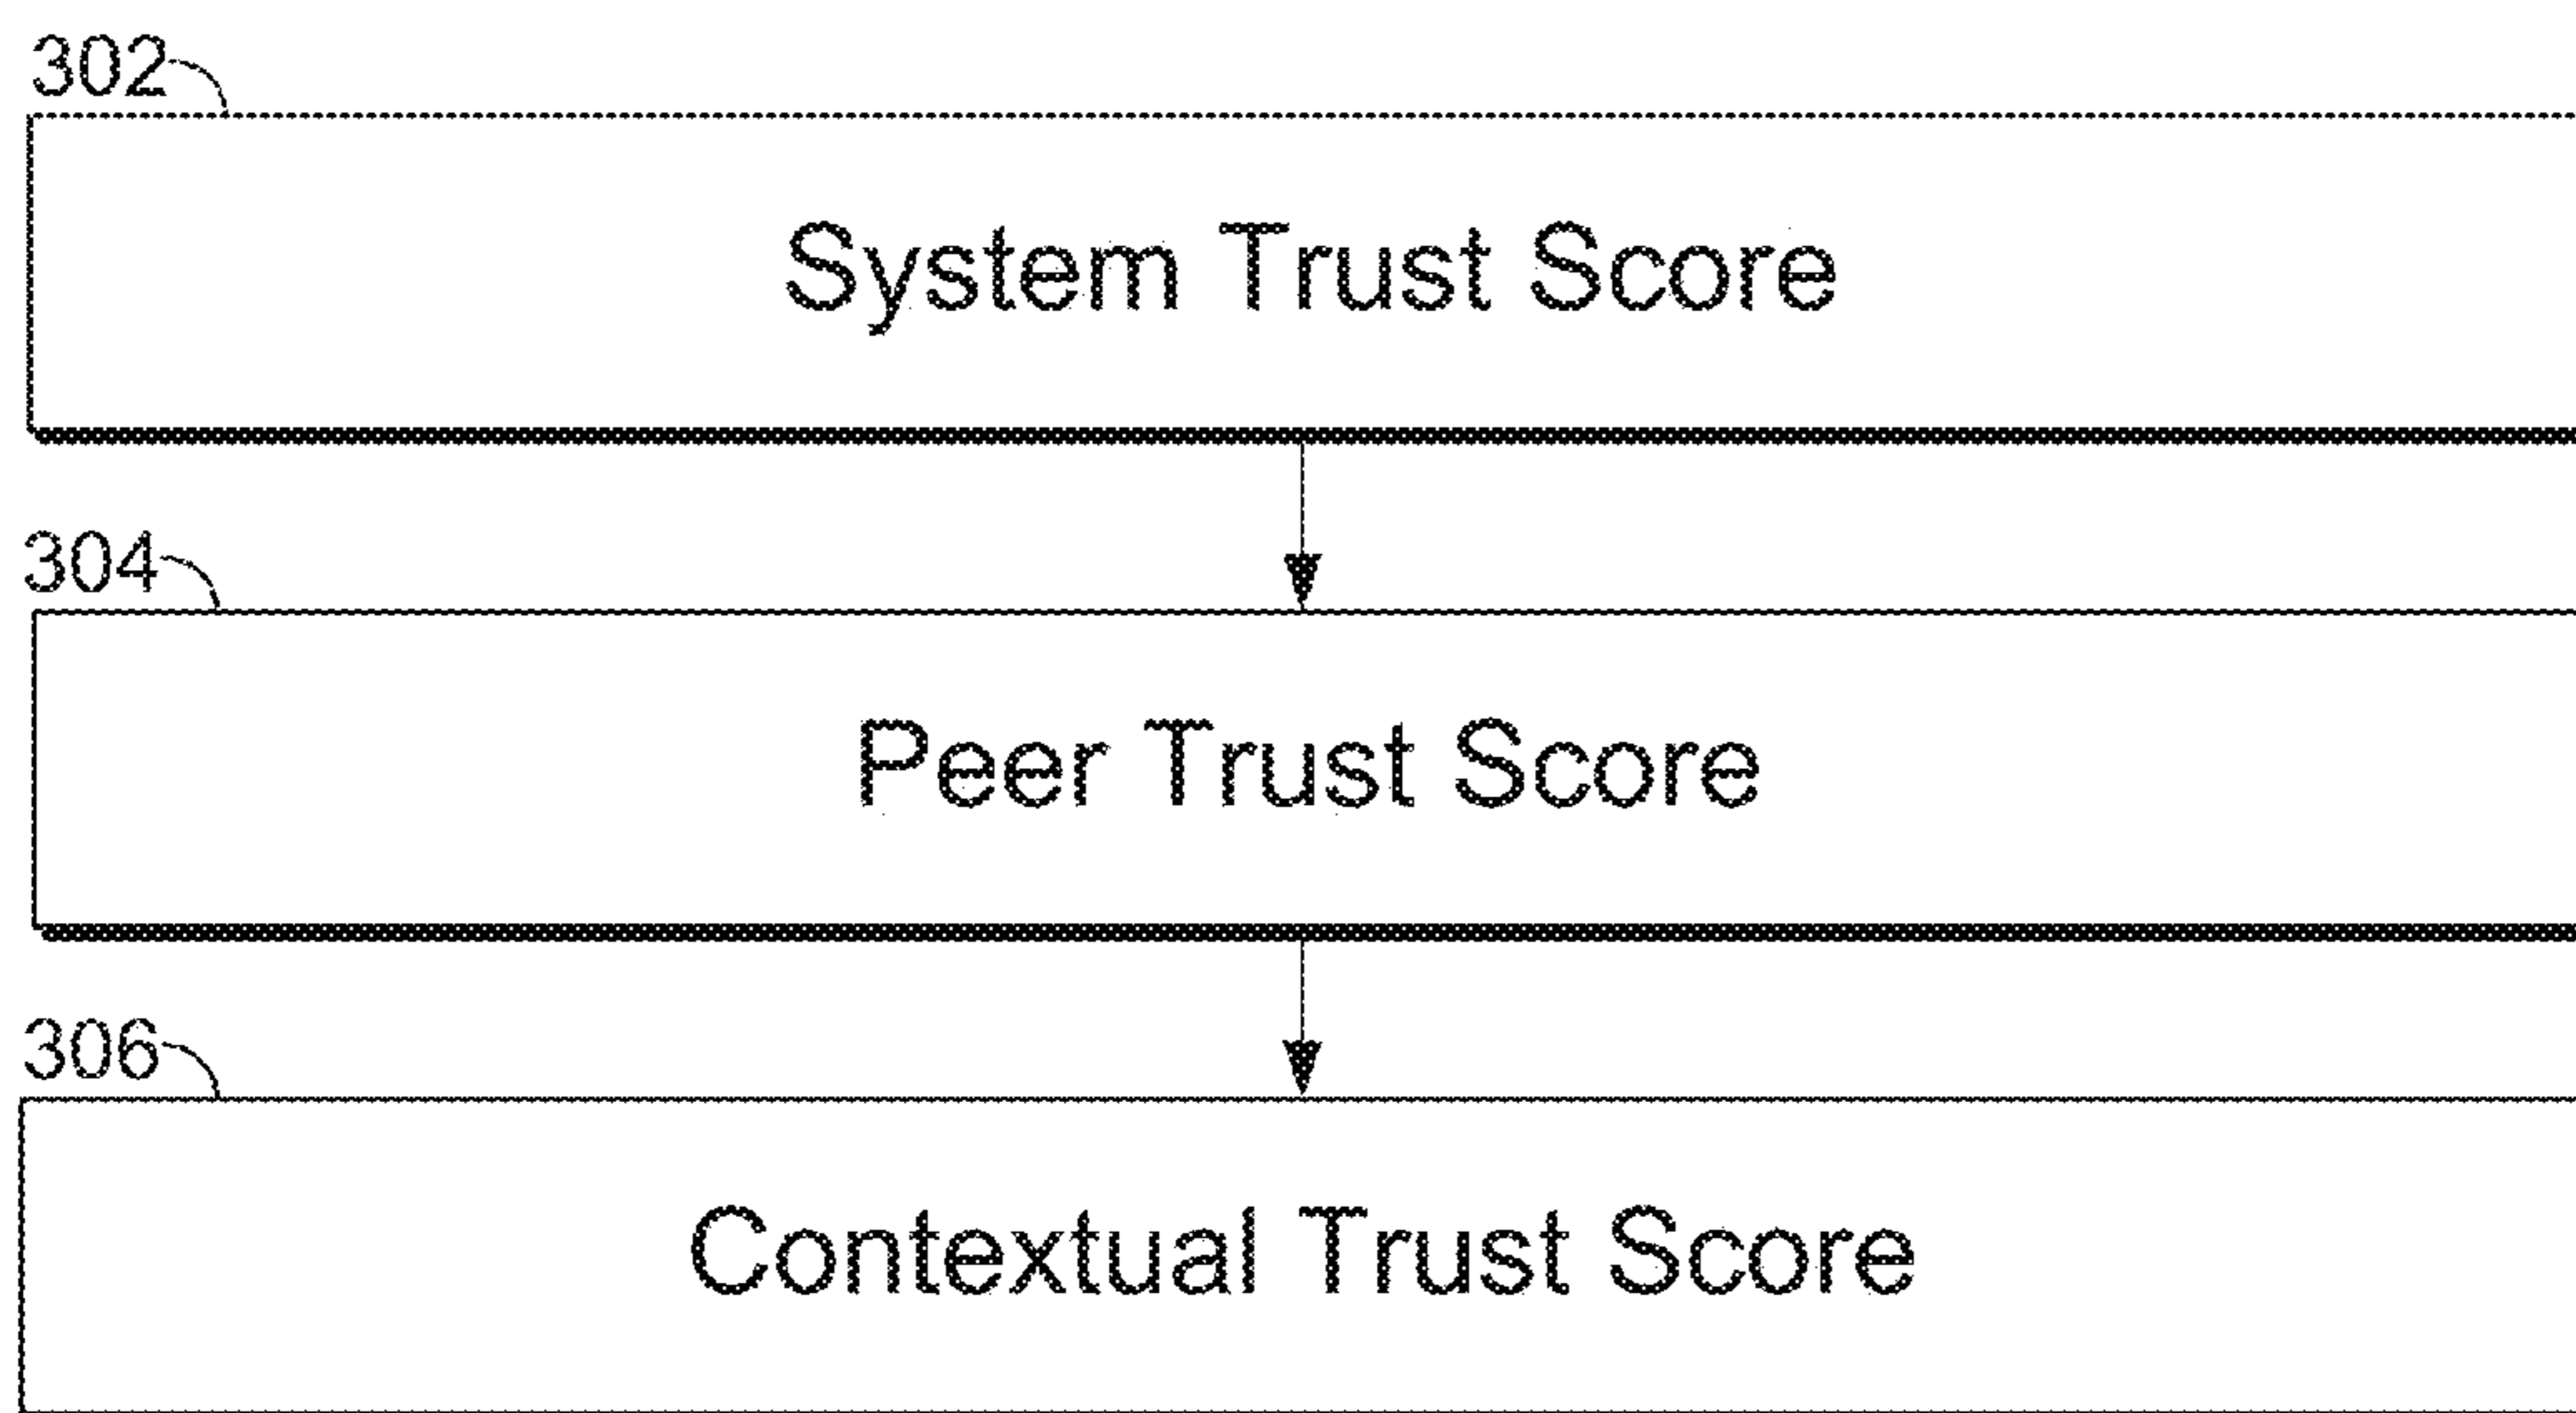 302
System Trust Score
304
Peer Trust Score
306
Contextual Trust Score